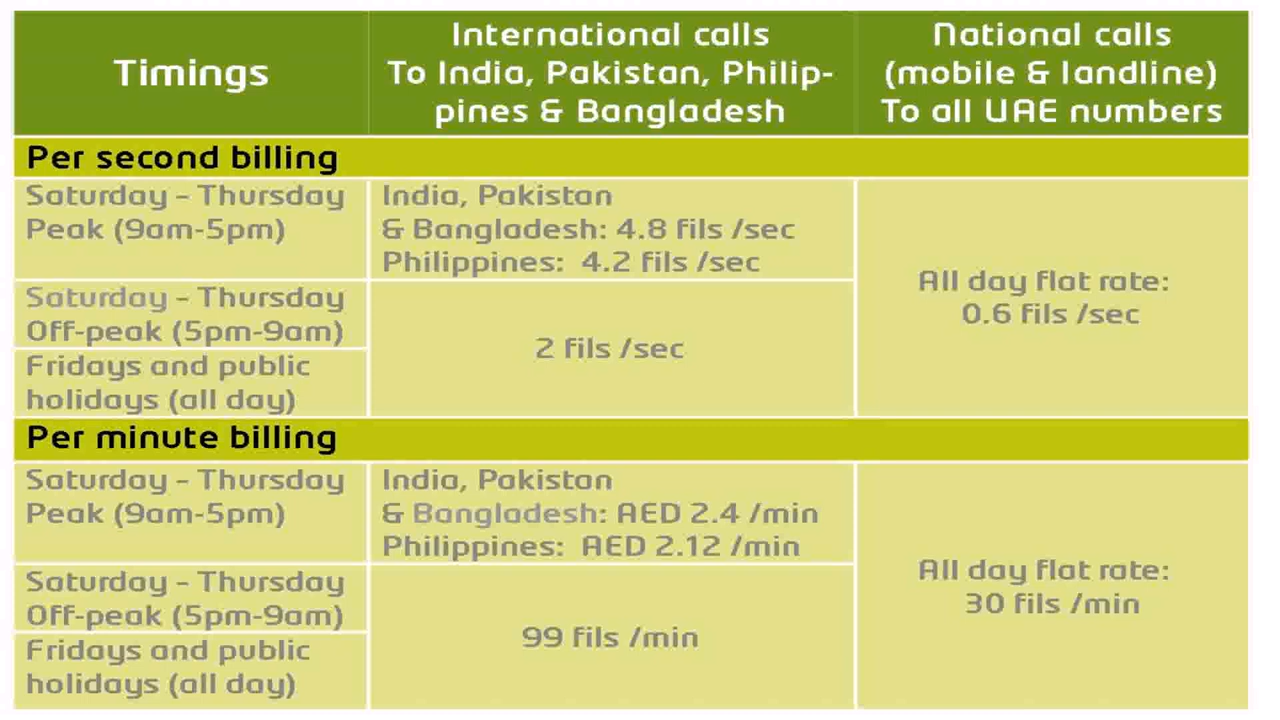 Timings
International calls
To India, Pakistan, Philip-
pines & Bangladesh
National calls
(mobile & landline)
To all UAE numbers
Per second billing
Saturday - Thursday
Peak (9am-5pm)
India, Pakistan
& Bangladesh: 4.8 fils /sec
Philippines: 4.2 fils /sec
All day flat rate:
0.6 fils /sec
Saturday - Thursday
Off-peak (5pm-9am)
2 fils /sec
Fridays and public
holidays (all day)
Per minute billing
Saturday - Thursday
Peak (9am-5pm)
India, Pakistan
& Bangladesh: AED 2.4 /min
Philippines: AED 2.12 /min
All day flat rate:
30 fils /min
Saturday - Thursday
Off-peak (5pm-9am)
99 fils /min
Fridays and public
holidays (all day)